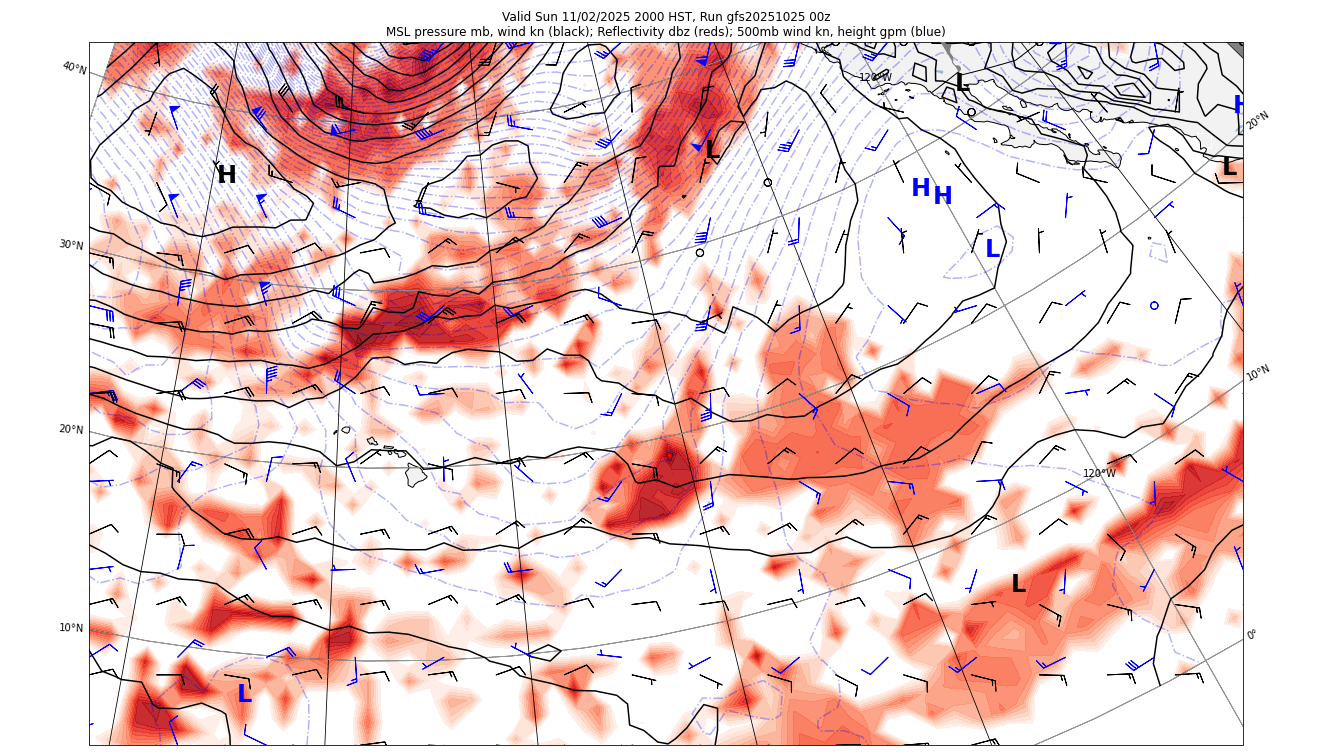 Valid Sun 11/02/2025 2000 HST, Run gfs20251025 00z
MSL pressure mb, wind kn (black); Reflectivity dbz (reds); 500mb wind kn, height gpm (blue)
40°N
120°W
L
H
20°N
L
L
H
H
H
30°N
L
10°N
20°N
120°W
L
10°N
0°
L